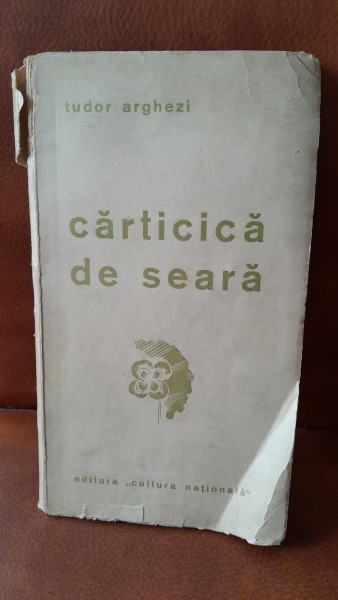 tudor arghezi
cărticică
de seară
editura „cultura națională“